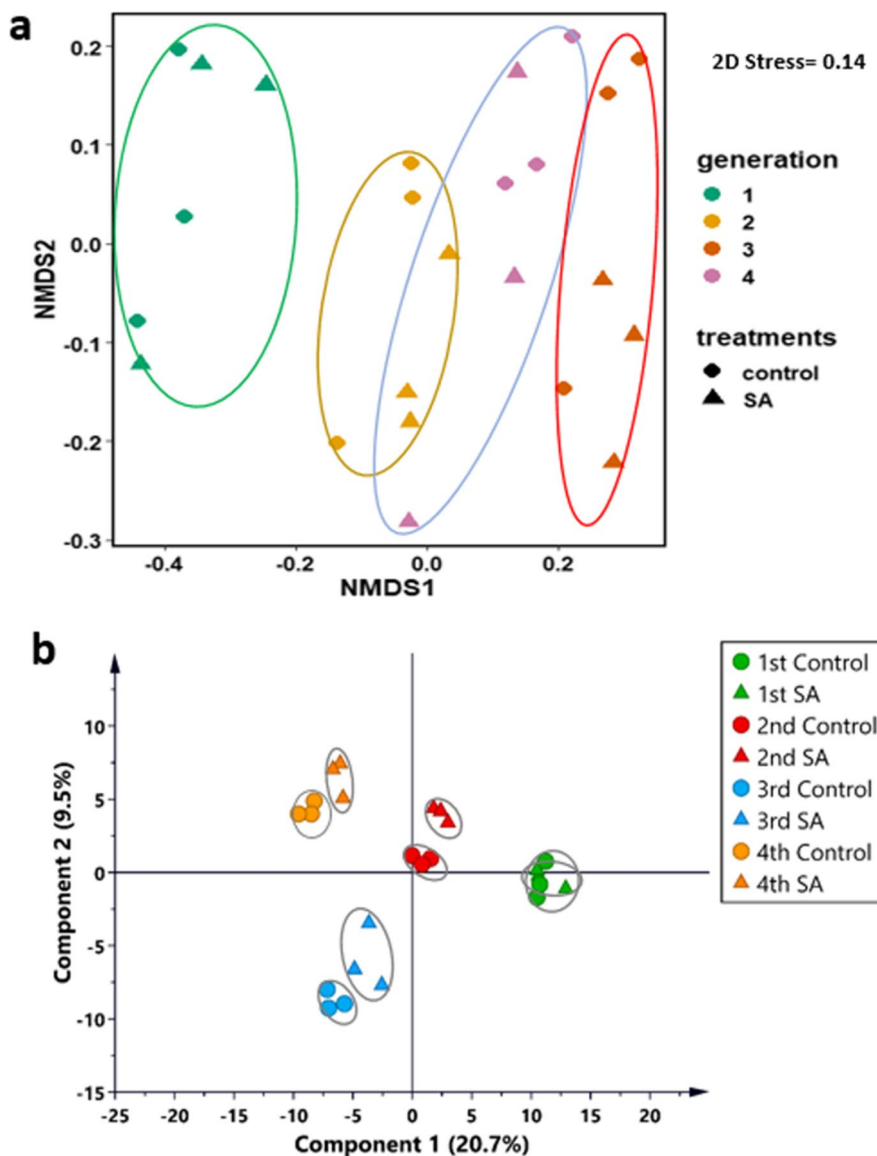 a
0.2
0.1
0.0
-0.1
-0.2
-0.3
NMDS2
-0.4 -0.2 0.0 0.2
NMDS1
2D Stress= 0.14
generation
1
2
3
4
treatments
control
SA
b
10
5
0
-5
-10
-15
Component 2 (9.5%)
-25 -20 -15 -10 -5 0 5 10 15 20
Component 1 (20.7%)
1st Control
1st SA
2nd Control
2nd SA
3rd Control
3rd SA
4th Control
4th SA